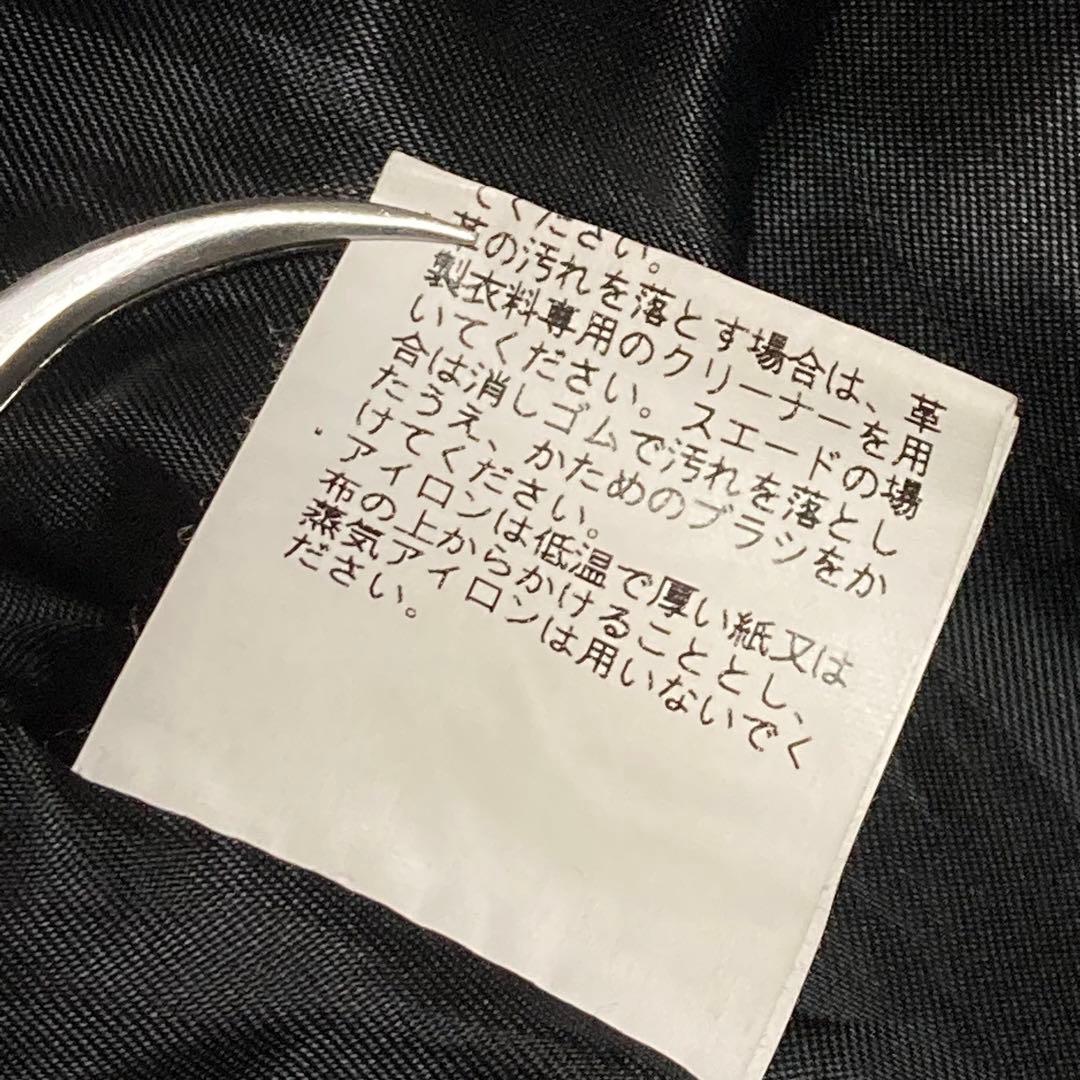 てください。
革の汚れを落とす場合は、革
製衣料専用のクリーナーを用
いてください。スエードの場
合は消しゴムで汚れを落とし
たうえ、かためのブラシをか
けてください。
アイロンは低温で厚い紙又は
布の上からかけることとし、
蒸気アイロンは用いないでく
ださい。